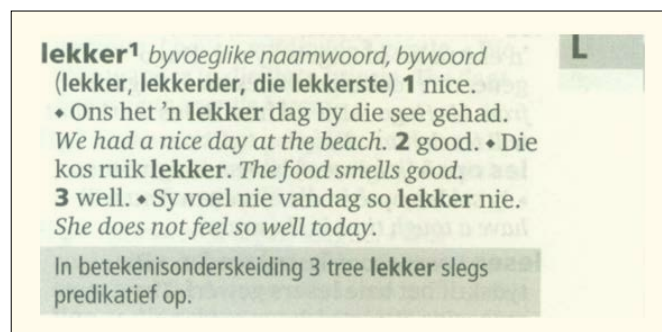 lekker¹ byvoeglike naamwoord, bywoord
(lekker, lekkerder, die lekkerste) 1 nice.
⬥ Ons het 'n lekker dag by die see gehad.
We had a nice day at the beach. 2 good. ⬥ Die
kos ruik lekker. The food smells good.
3 well. ⬥ Sy voel nie vandag so lekker nie.
She does not feel so well today.
In betekenisonderskeiding 3 tree lekker slegs
predikatief op.
L